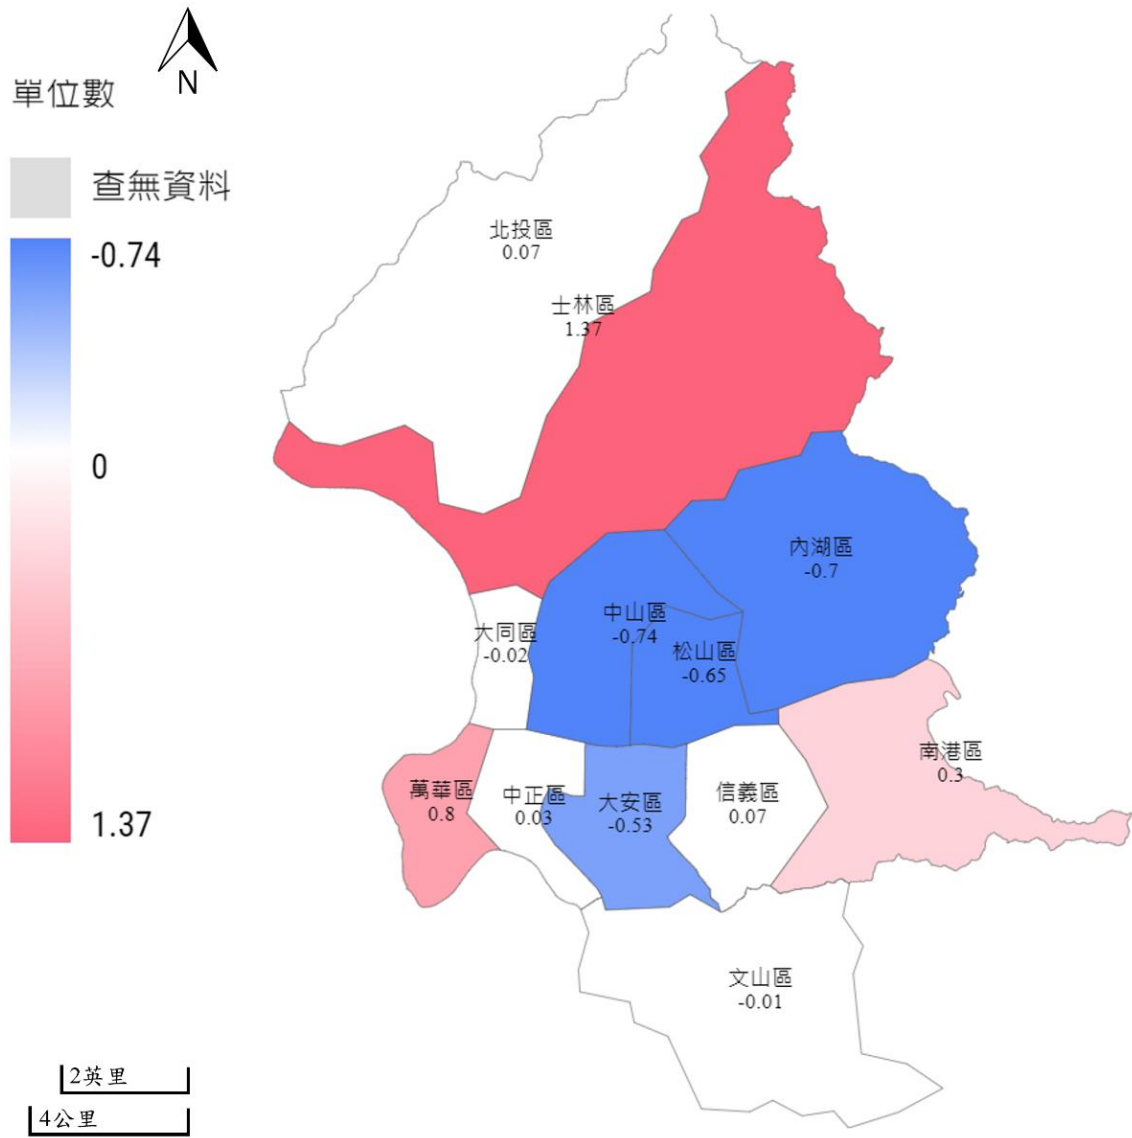 N
單位數
查無資料
-0.74
0
1.37
北投區
0.07
士林區
1.37
內湖區
-0.7
中山區
-0.74
大同區
-0.02
松山區
-0.65
南港區
0.3
萬華區
0.8
中正區
0.03
大安區
-0.53
信義區
0.07
文山區
-0.01
2英里
4公里